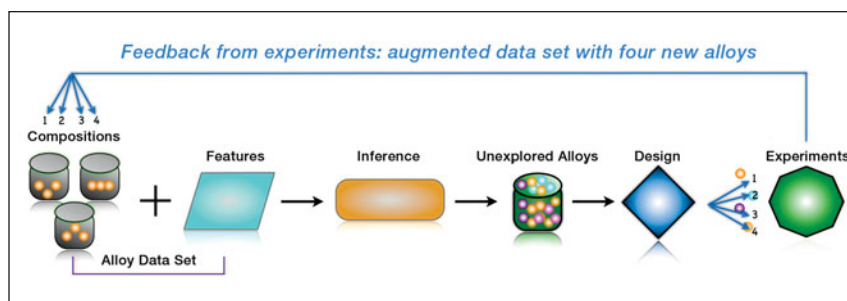 Feedback from experiments: augmented data set with four new alloys
1 2 3 4
Compositions
Features
Inference
Unexplored Alloys
Design
Experiments
1
2
3
4
Alloy Data Set